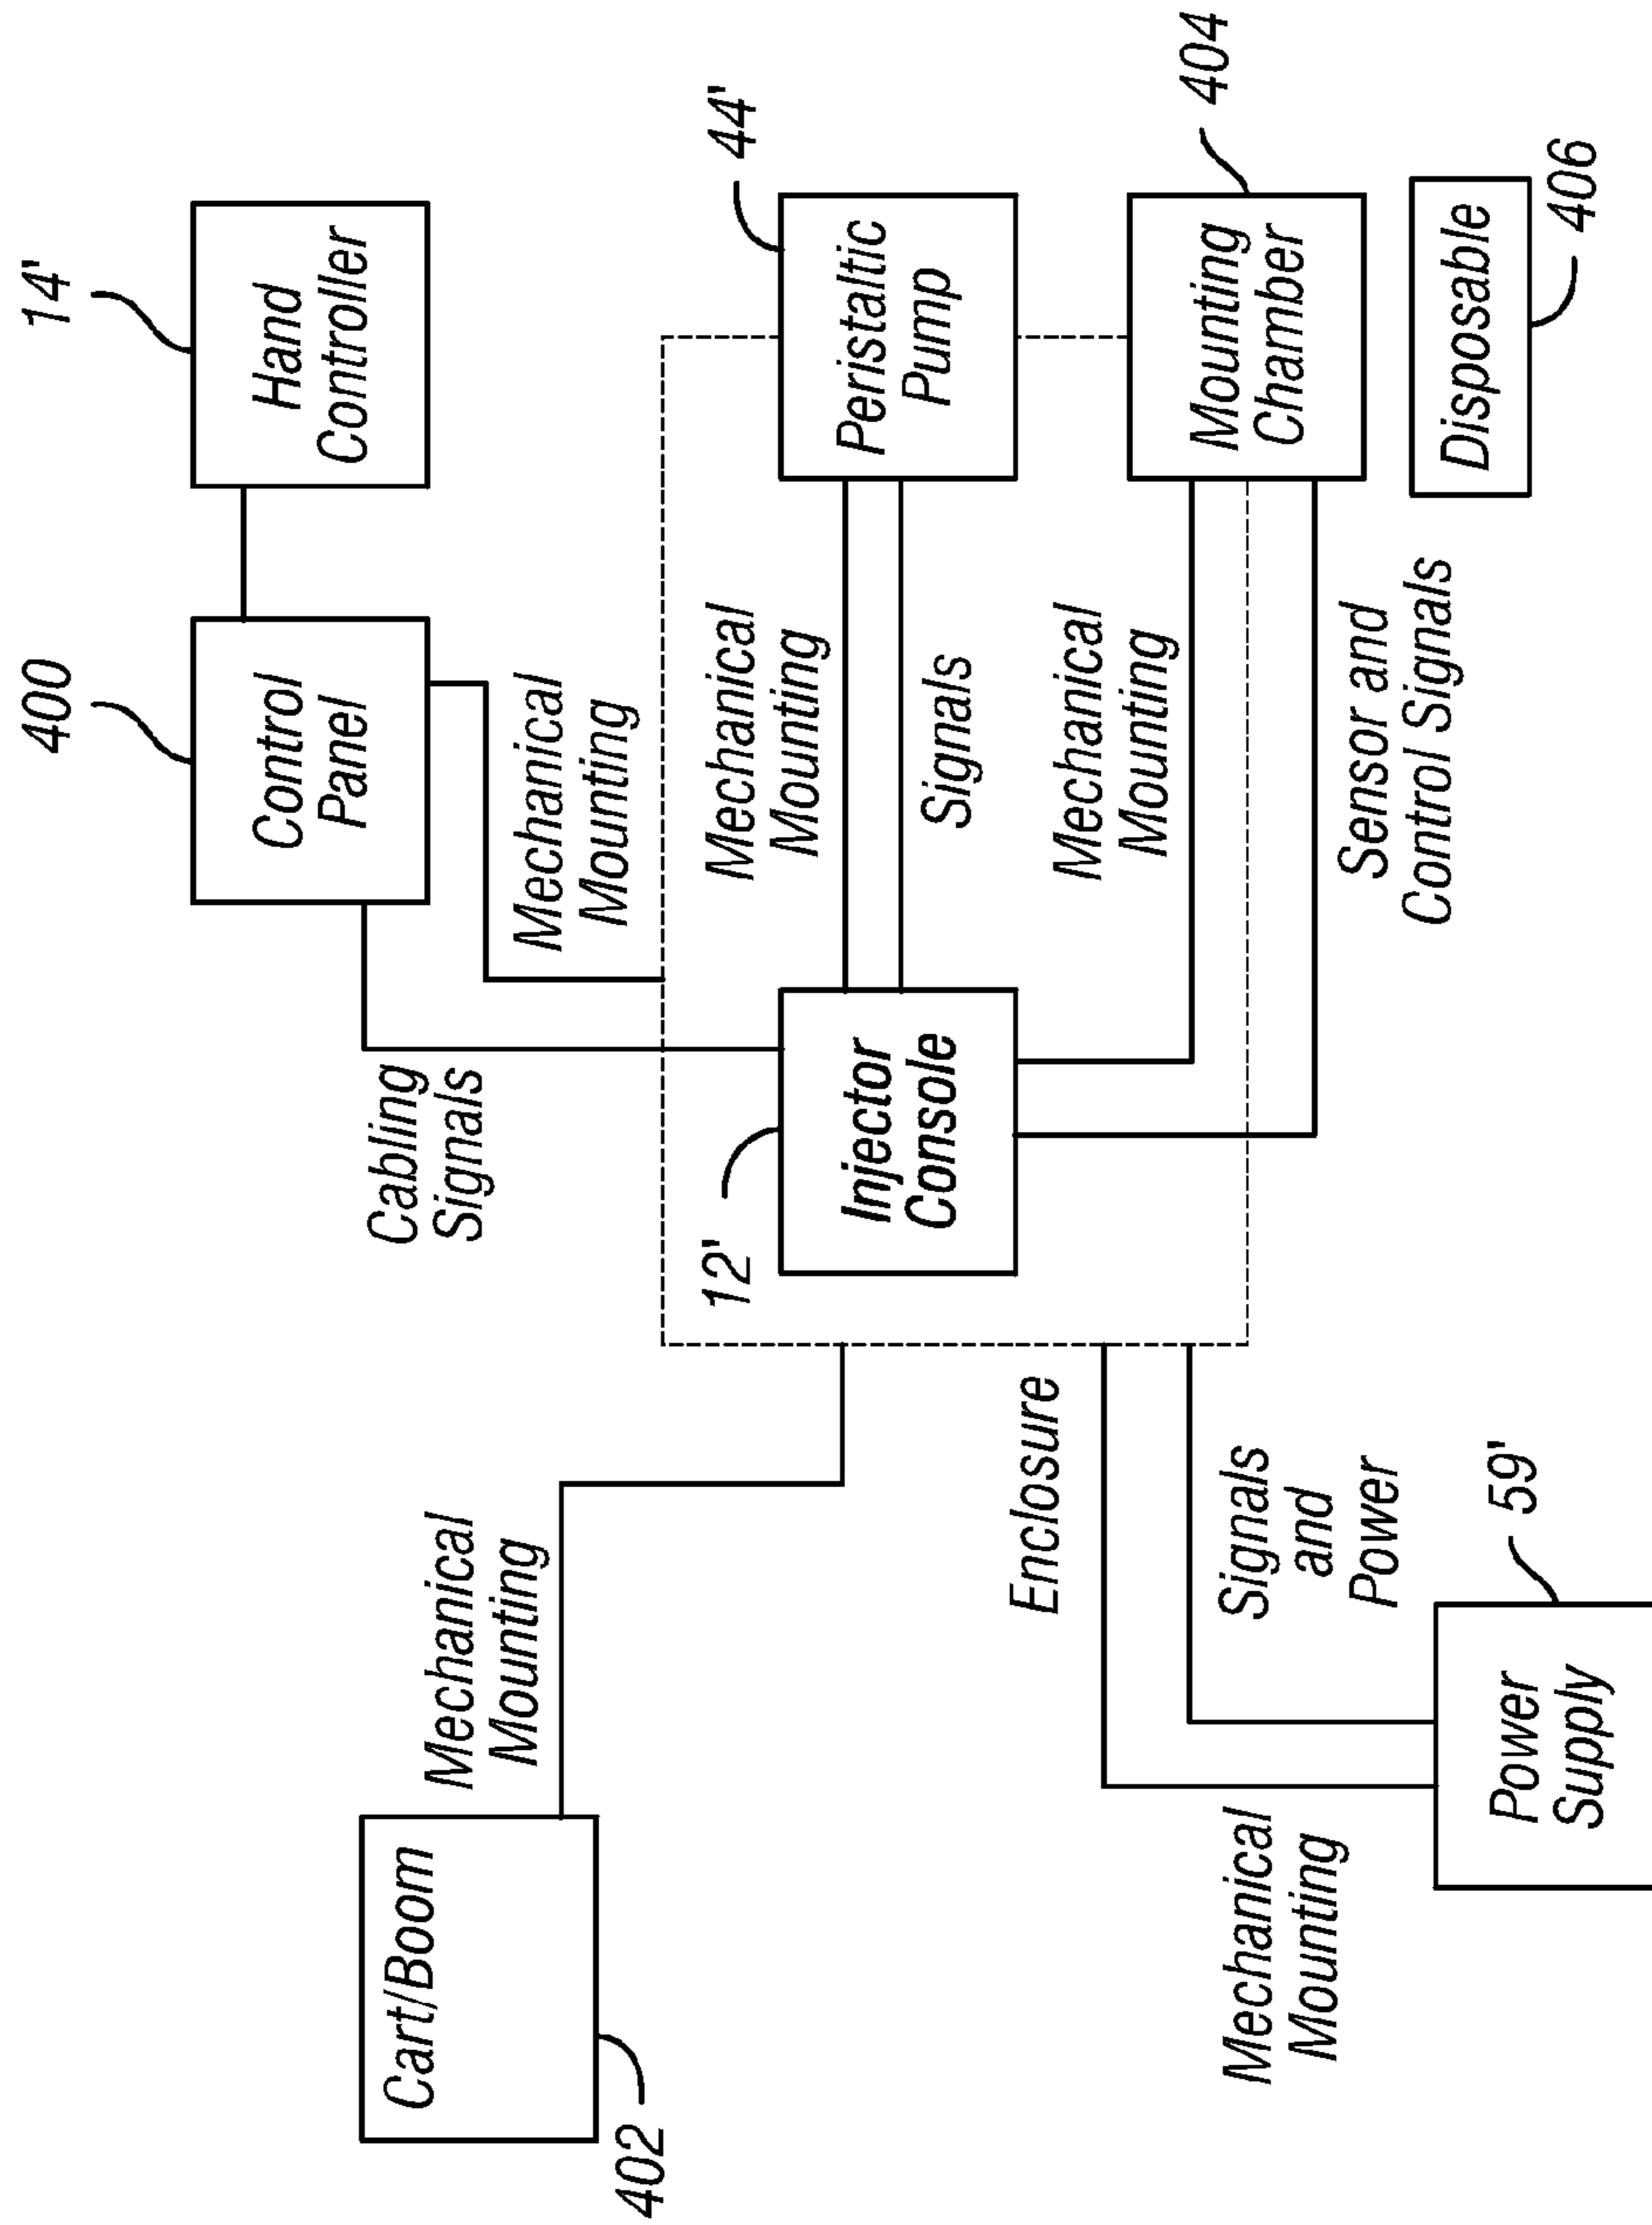 400
14'
Control
Panel
Hand
Controller
Cabling
Signals
Mechanical
Mounting
Cart/Boom
402
Mechanical
Mounting
12'
Injector
Console
Mechanical
Mounting
Signals
44'
Peristaltic
Pump
Enclosure
Mechanical
Mounting
404
Mounting
Chamber
Mechanical
Mounting
Signals
and
Power
Sensor and
Control Signals
Disposable
406
59'
Power
Supply